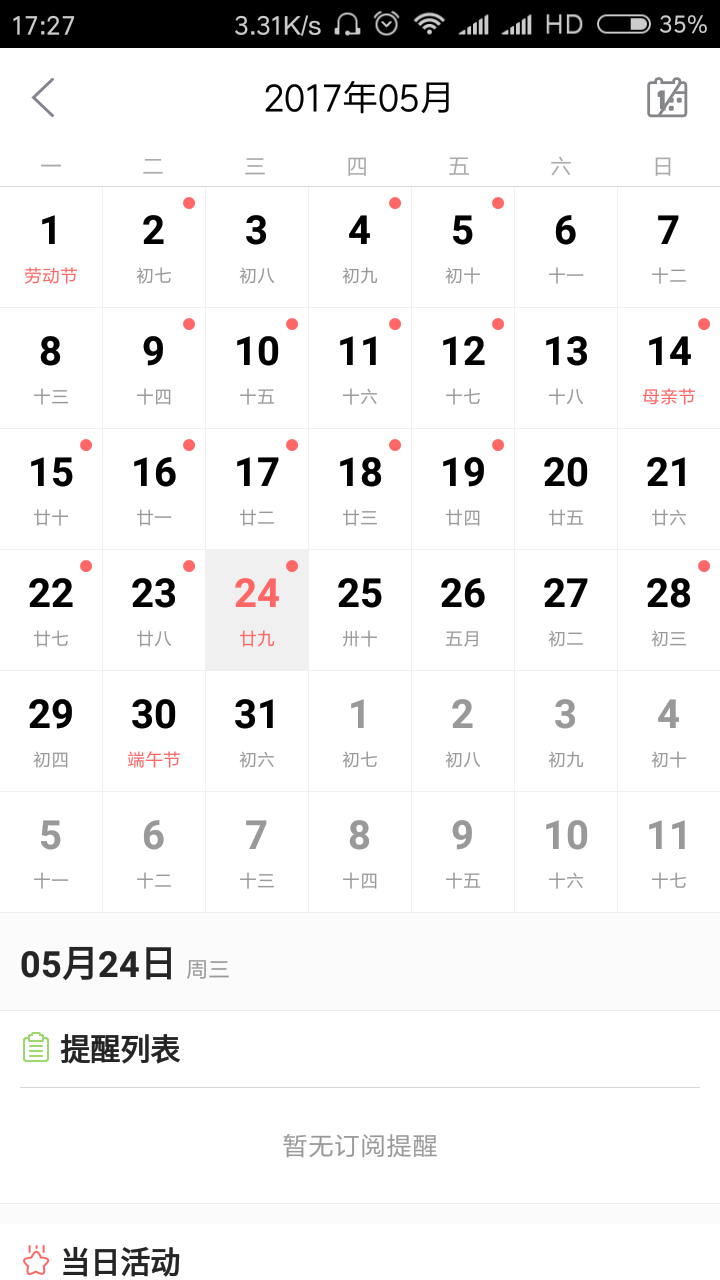 17:27 3.31K/s HD 35%
2017年05月
一 二 三 四 五 六 日
1 2 3 4 5 6 7
劳动节 初七 初八 初九 初十 十一 十二
8 9 10 11 12 13 14
十三 十四 十五 十六 十七 十八 母亲节
15 16 17 18 19 20 21
廿十 廿一 廿二 廿三 廿四 廿五 廿六
22 23 24 25 26 27 28
廿七 廿八 廿九 卅十 五月 初二 初三
29 30 31 1 2 3 4
初四 端午节 初六 初七 初八 初九 初十
5 6 7 8 9 10 11
十一 十二 十三 十四 十五 十六 十七
05月24日 周三
提醒列表
暂无订阅提醒
当日活动